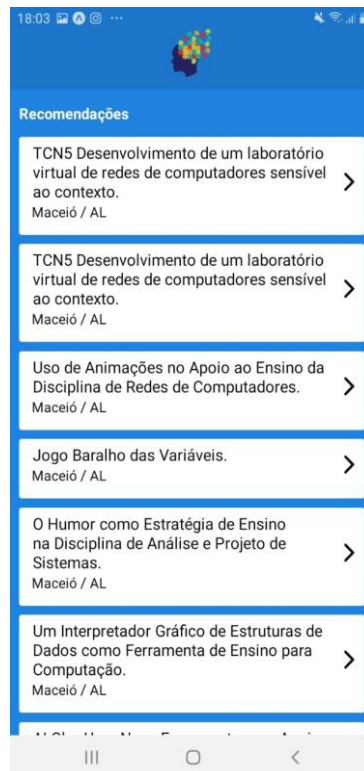 18:03
Recomendações
TCN5 Desenvolvimento de um laboratório
virtual de redes de computadores sensível
ao contexto.
Maceió / AL
TCN5 Desenvolvimento de um laboratório
virtual de redes de computadores sensível
ao contexto.
Maceió / AL
Uso de Animações no Apoio ao Ensino da
Disciplina de Redes de Computadores.
Maceió / AL
Jogo Baralho das Variáveis.
Maceió / AL
O Humor como Estratégia de Ensino
na Disciplina de Análise e Projeto de
Sistemas.
Maceió / AL
Um Interpretador Gráfico de Estruturas de
Dados como Ferramenta de Ensino para
Computação.
Maceió / AL